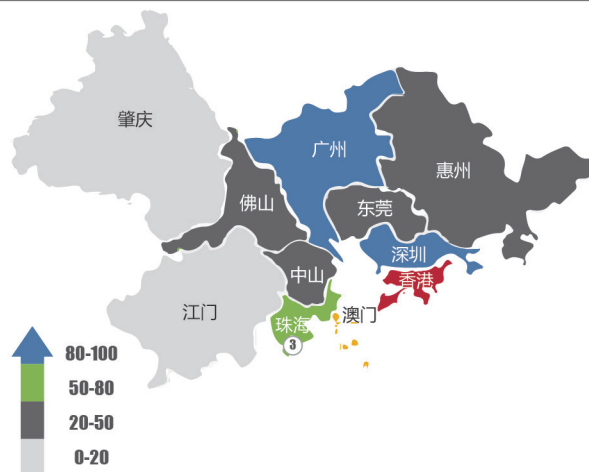 肇庆
广州
惠州
佛山
东莞
深圳
中山
香港
江门
珠海
澳门
3
80-100
50-80
20-50
0-20